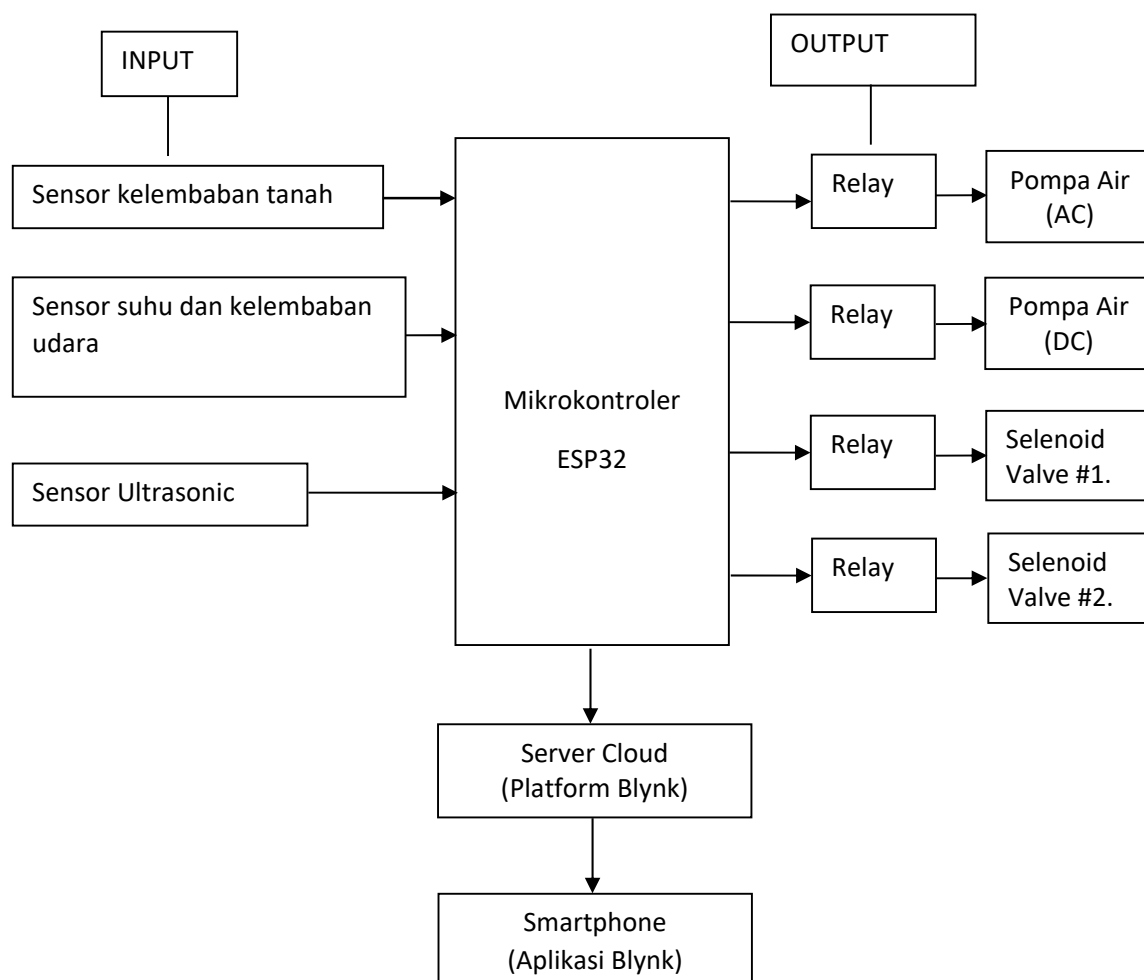 INPUT
OUTPUT
Sensor kelembaban tanah
Sensor suhu dan kelembaban
udara
Sensor Ultrasonic
Mikrokontroler
ESP32
Relay
Pompa Air
(AC)
Relay
Pompa Air
(DC)
Relay
Selenoid
Valve #1.
Relay
Selenoid
Valve #2.
Server Cloud
(Platform Blynk)
Smartphone
(Aplikasi Blynk)